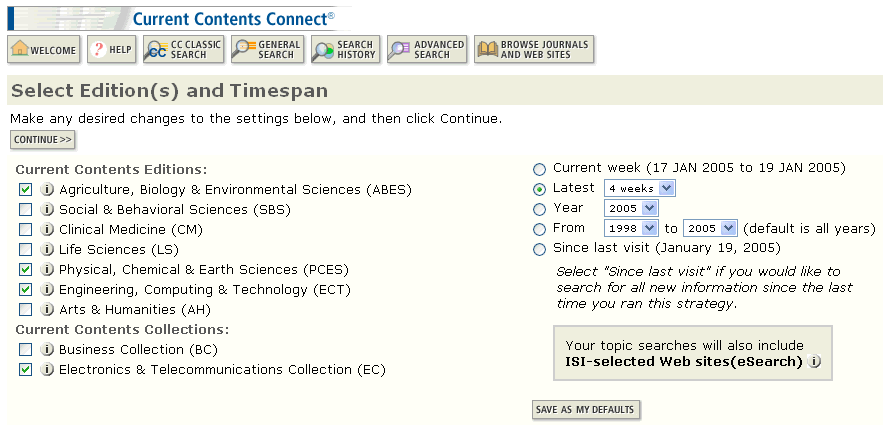 Current Contents Connect®
WELCOME
? HELP
CC CC CLASSIC SEARCH
GENERAL SEARCH
SEARCH HISTORY
ADVANCED SEARCH
BROWSE JOURNALS AND WEB SITES
Select Edition(s) and Timespan
Make any desired changes to the settings below, and then click Continue.
CONTINUE >>
Current Contents Editions:
i Agriculture, Biology & Environmental Sciences (ABES)
i Social & Behavioral Sciences (SBS)
i Clinical Medicine (CM)
i Life Sciences (LS)
i Physical, Chemical & Earth Sciences (PCES)
i Engineering, Computing & Technology (ECT)
i Arts & Humanities (AH)
Current Contents Collections:
i Business Collection (BC)
i Electronics & Telecommunications Collection (EC)
Current week (17 JAN 2005 to 19 JAN 2005)
Latest 4 weeks
Year 2005
From 1998 to 2005 (default is all years)
Since last visit (January 19, 2005)
Select "Since last visit" if you would like to
search for all new information since the last
time you ran this strategy.
Your topic searches will also include
ISI-selected Web sites(eSearch) i
SAVE AS MY DEFAULTS